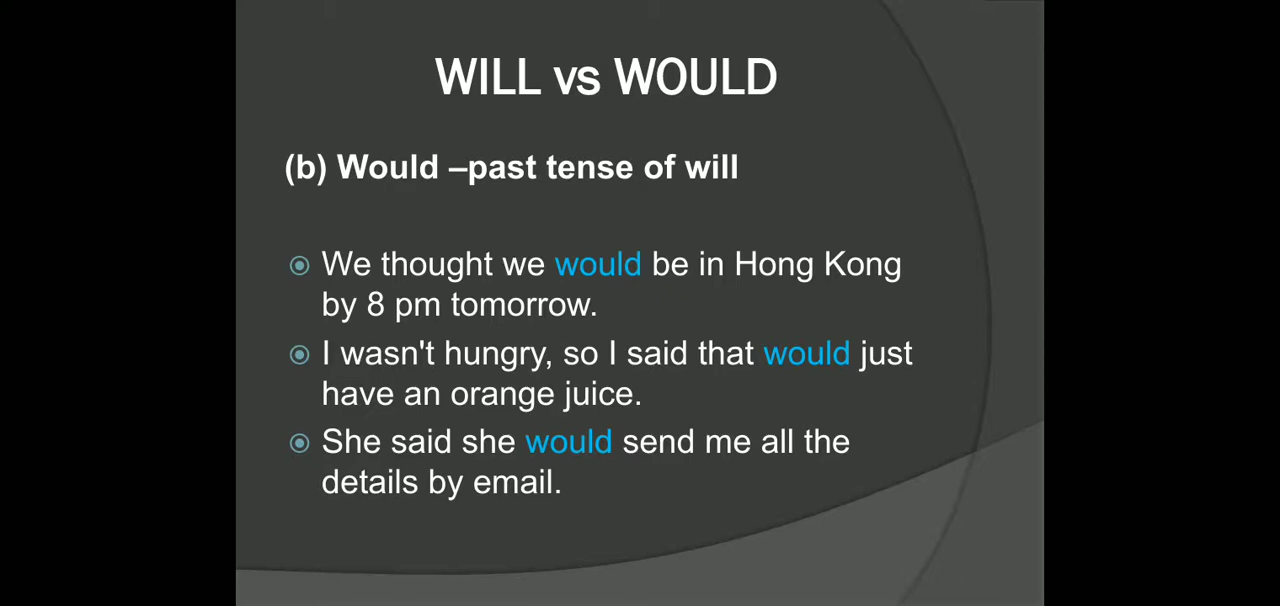 WILL vs WOULD
(b) Would –past tense of will
We thought we would be in Hong Kong
by 8 pm tomorrow.
I wasn't hungry, so I said that would just
have an orange juice.
She said she would send me all the
details by email.